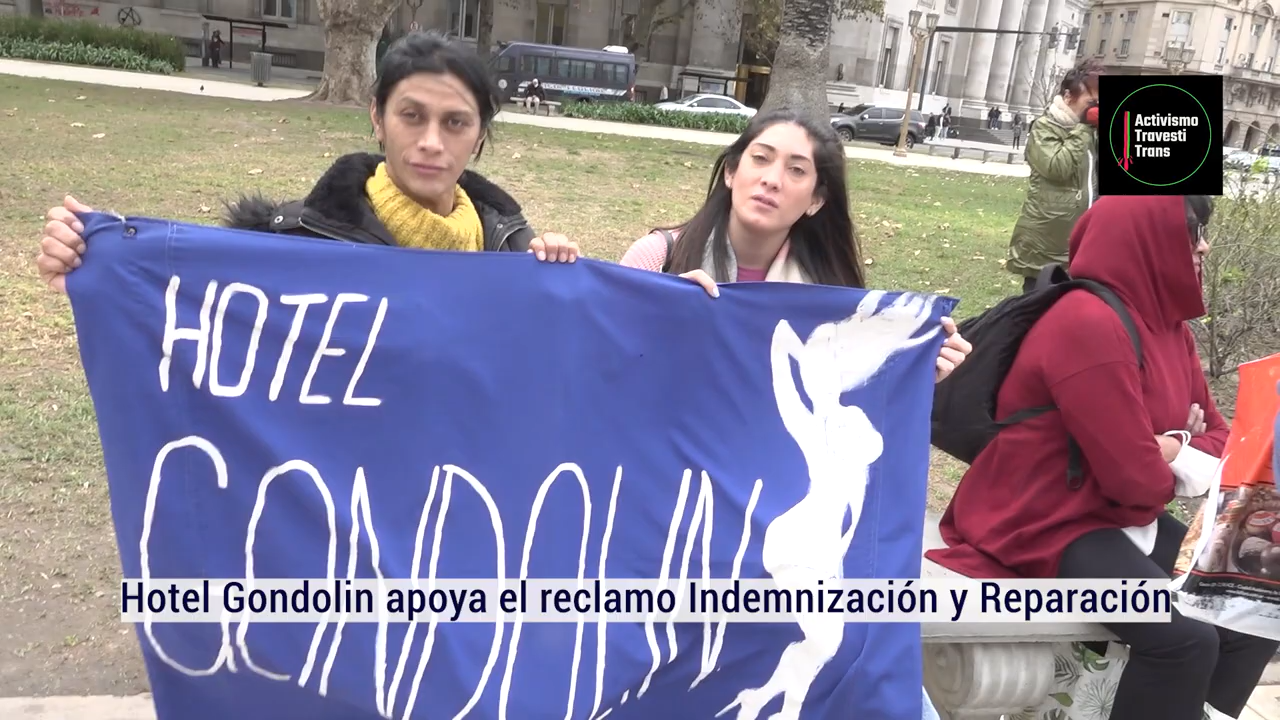 Activismo
Travesti
Trans
HOTEL
GONDOLIN
Hotel Gondolin apoya el reclamo Indemnización y Reparación